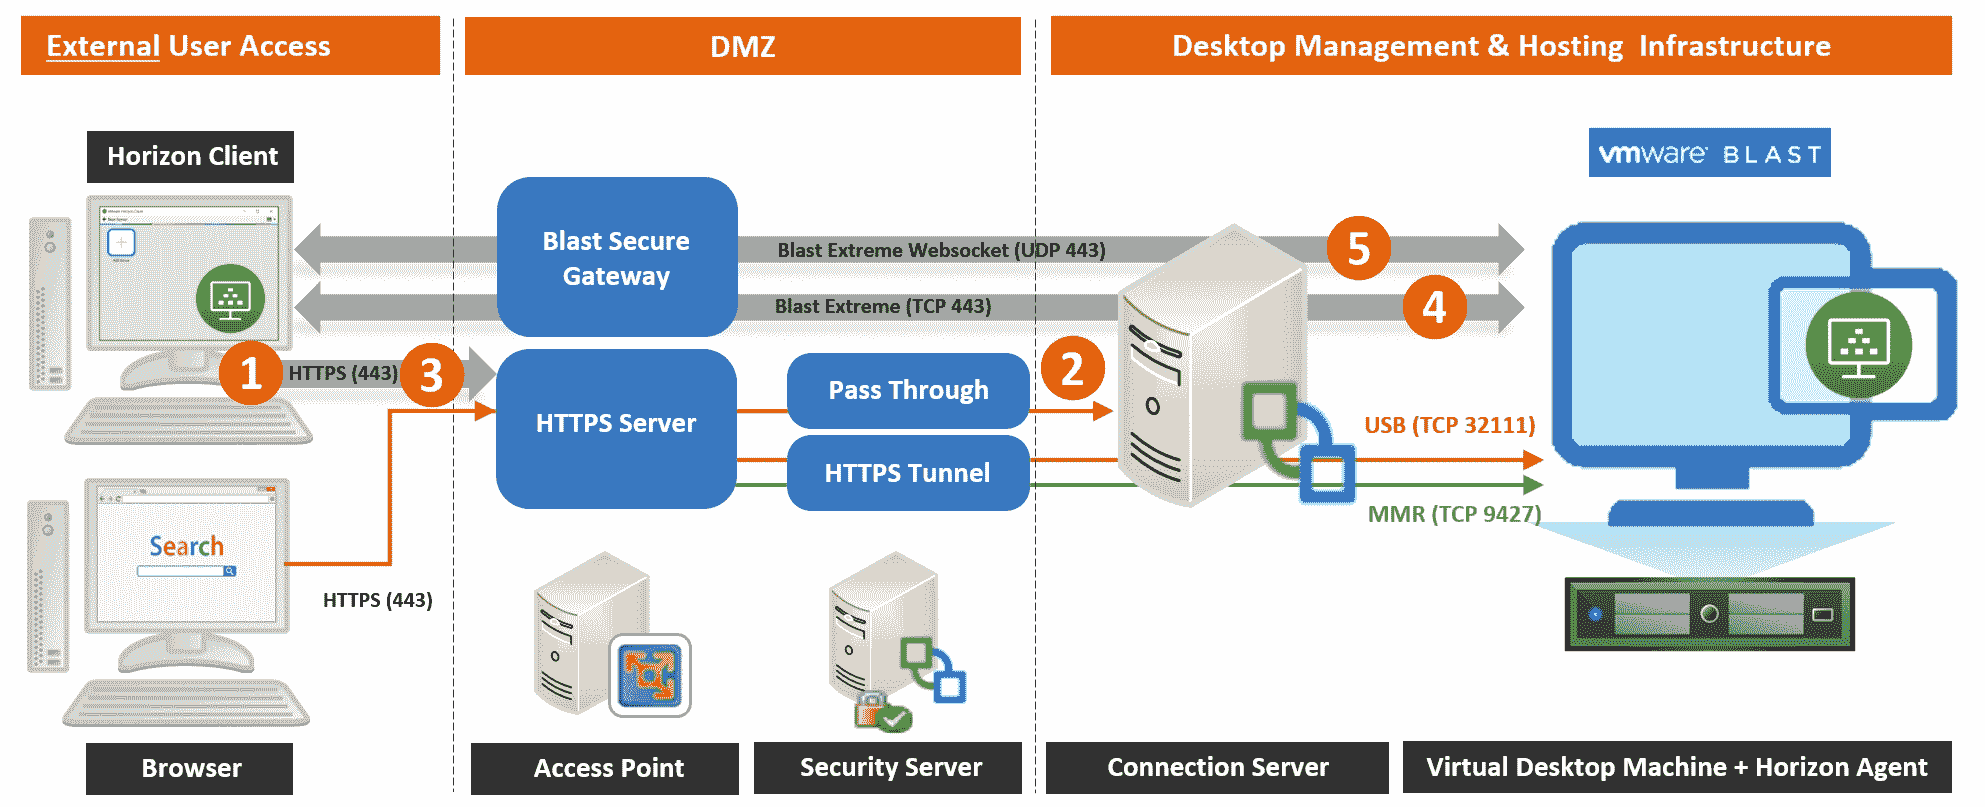 External User Access
DMZ
Desktop Management & Hosting Infrastructure
Horizon Client
vmware BLAST
Blast Secure
Gateway
Blast Extreme Websocket (UDP 443)
5
Blast Extreme (TCP 443)
4
1
HTTPS (443)
3
2
HTTPS Server
Pass Through
HTTPS Tunnel
USB (TCP 32111)
MMR (TCP 9427)
Search
HTTPS (443)
Browser
Access Point
Security Server
Connection Server
Virtual Desktop Machine + Horizon Agent